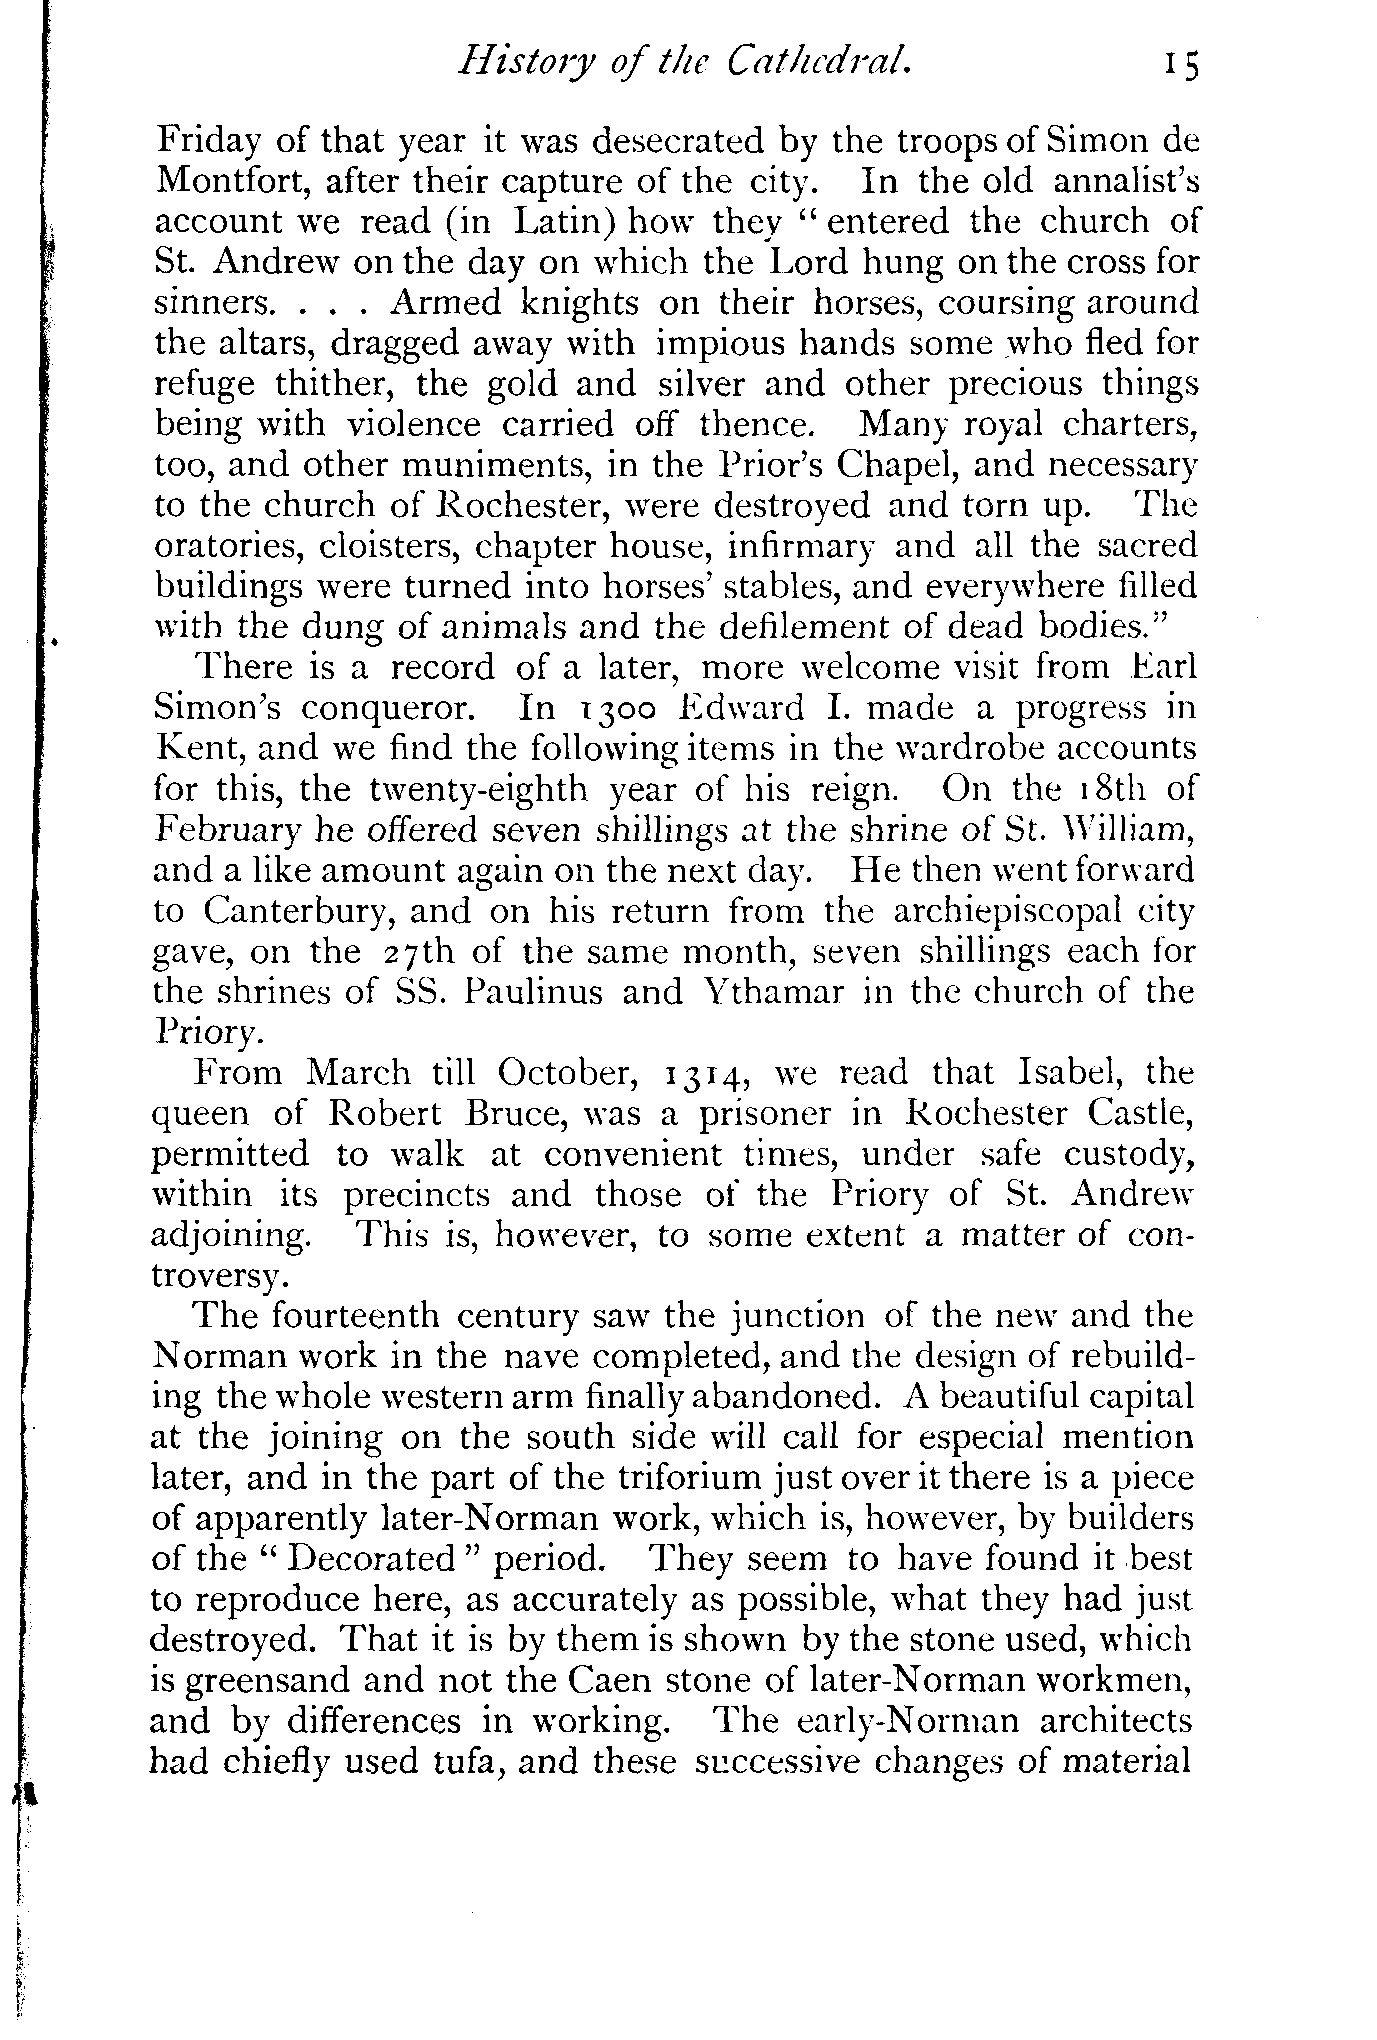 History of the Cathedral. 15
Friday of that year it was desecrated by the troops of Simon de
Montfort, after their capture of the city. In the old annalist's
account we read (in Latin) how they “ entered the church of
St. Andrew on the day on which the Lord hung on the cross for
sinners. . . . Armed knights on their horses, coursing around
the altars, dragged away with impious hands some who fled for
refuge thither, the gold and silver and other precious things
being with violence carried off thence. Many royal charters,
too, and other muniments, in the Prior's Chapel, and necessary
to the church of Rochester, were destroyed and torn up. The
oratories, cloisters, chapter house, infirmary and all the sacred
buildings were turned into horses' stables, and everywhere filled
with the dung of animals and the defilement of dead bodies.”
There is a record of a later, more welcome visit from Earl
Simon's conqueror. In 1300 Edward I. made a progress in
Kent, and we find the following items in the wardrobe accounts
for this, the twenty-eighth year of his reign. On the 18th of
February he offered seven shillings at the shrine of St. William,
and a like amount again on the next day. He then went forward
to Canterbury, and on his return from the archiepiscopal city
gave, on the 27th of the same month, seven shillings each for
the shrines of SS. Paulinus and Ythamar in the church of the
Priory.
From March till October, 1314, we read that Isabel, the
queen of Robert Bruce, was a prisoner in Rochester Castle,
permitted to walk at convenient times, under safe custody,
within its precincts and those of the Priory of St. Andrew
adjoining. This is, however, to some extent a matter of con-
troversy.
The fourteenth century saw the junction of the new and the
Norman work in the nave completed, and the design of rebuild-
ing the whole western arm finally abandoned. A beautiful capital
at the joining on the south side will call for especial mention
later, and in the part of the triforium just over it there is a piece
of apparently later-Norman work, which is, however, by builders
of the “ Decorated ” period. They seem to have found it best
to reproduce here, as accurately as possible, what they had just
destroyed. That it is by them is shown by the stone used, which
is greensand and not the Caen stone of later-Norman workmen,
and by differences in working. The early-Norman architects
had chiefly used tufa, and these successive changes of material